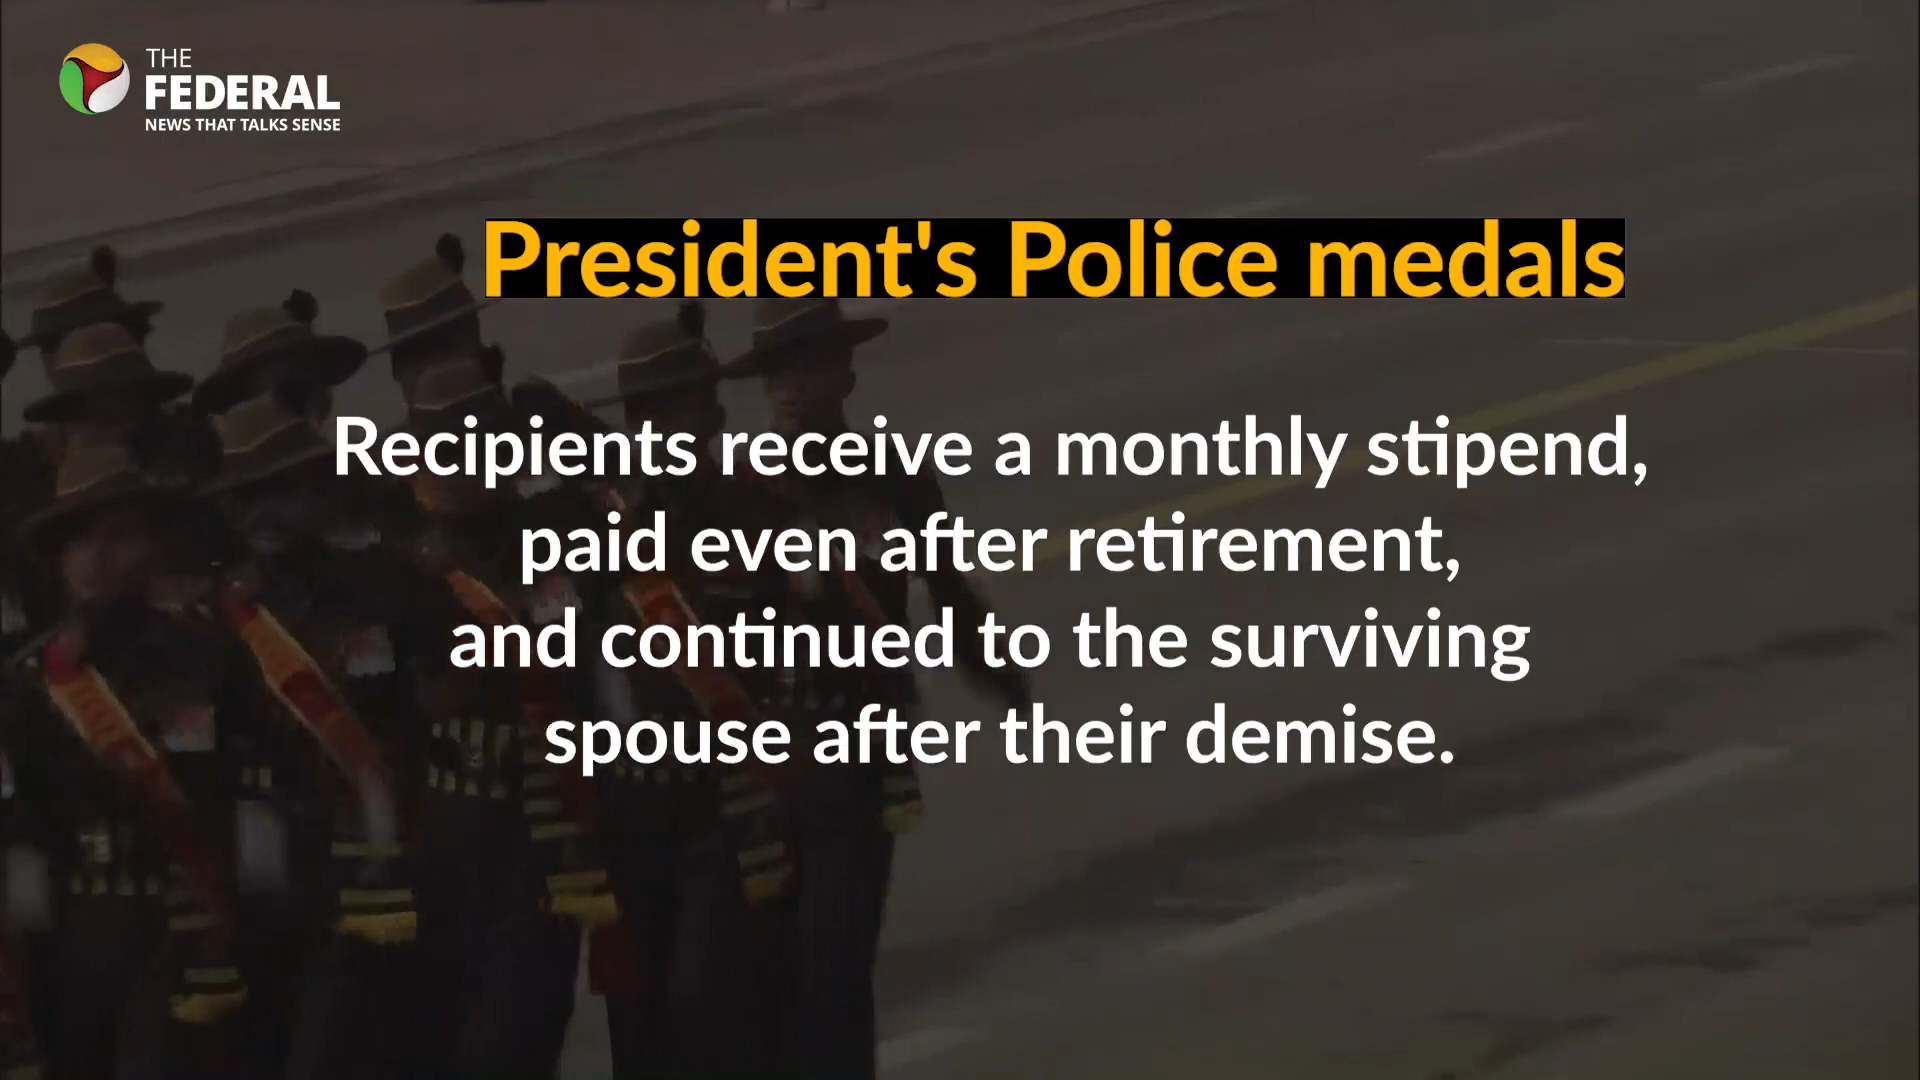 THE
FEDERAL
NEWS THAT TALKS SENSE
President's Police medals
Recipients receive a monthly stipend,
paid even after retirement,
and continued to the surviving
spouse after their demise.